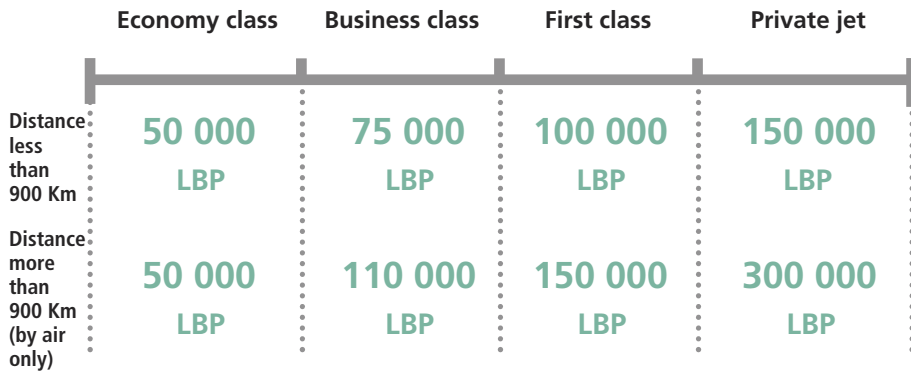 Economy class Business class First class Private jet
Distance
less
than
900 Km
50 000 75 000 100 000 150 000
LBP LBP LBP LBP
Distance
more
than
900 Km
(by air
only)
50 000 110 000 150 000 300 000
LBP LBP LBP LBP